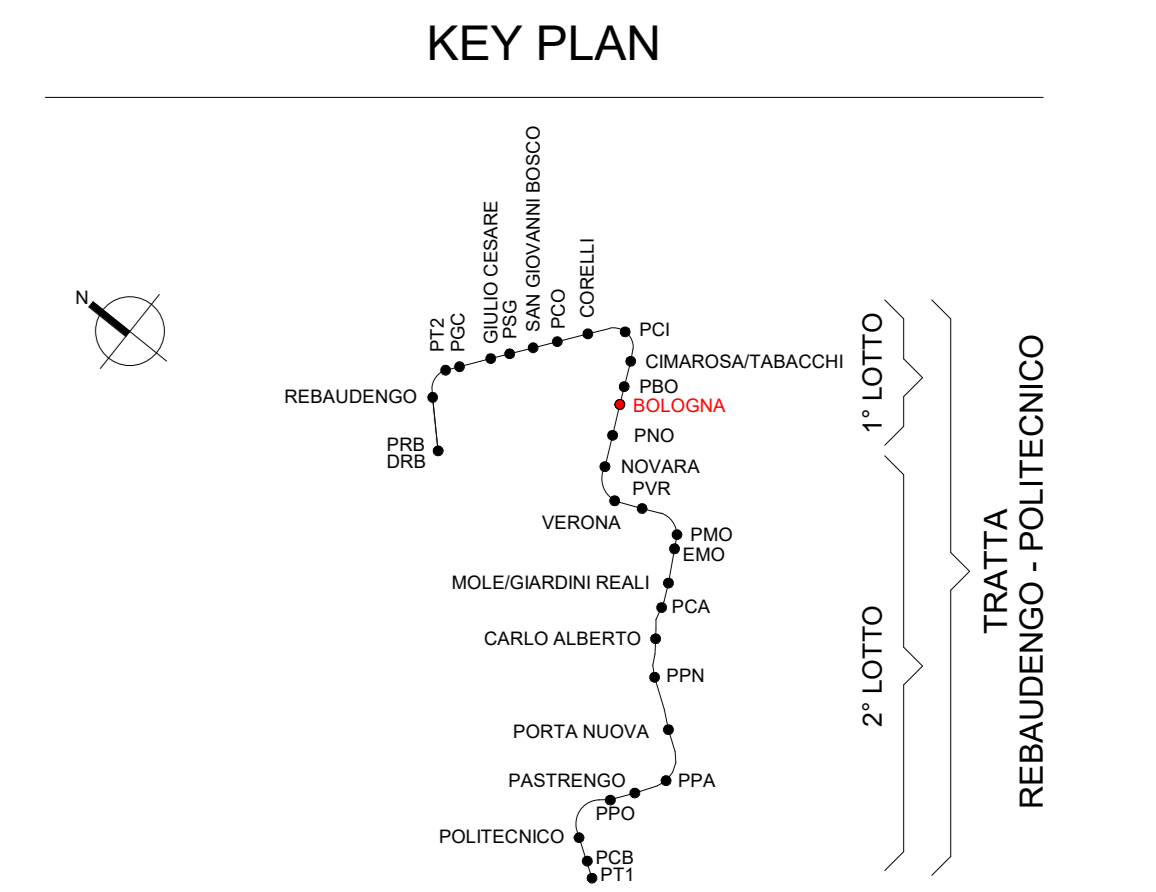 KEY PLAN
N
PT2
PGC
GIULIO CESARE
PSG
SAN GIOVANNI BOSCO
PCO
CORELLI
PCI
CIMAROSA/TABACCHI
REBAUDENGO
PBO
BOLOGNA
PRB
DRB
PNO
NOVARA
PVR
VERONA
PMO
EMO
MOLE/GIARDINI REALI
PCA
CARLO ALBERTO
PPN
PORTA NUOVA
PASTRENGO
PPA
PPO
POLITECNICO
PCB
PT1
1° LOTTO
2° LOTTO
TRATTA
REBAUDENGO - POLITECNICO